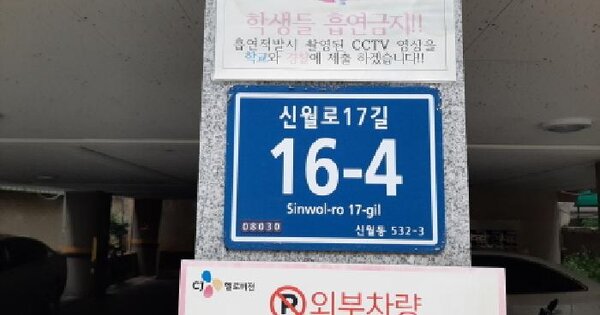 학생들 흡연금지!!
흡연적발시 촬영된 CCTV 영상을
학교와 경찰에 제출 하겠습니다!!
신월로17길
16-4
Sinwol-ro 17-gil
08030
신월동 532-3
CJ 헬로비전
P 외부차량